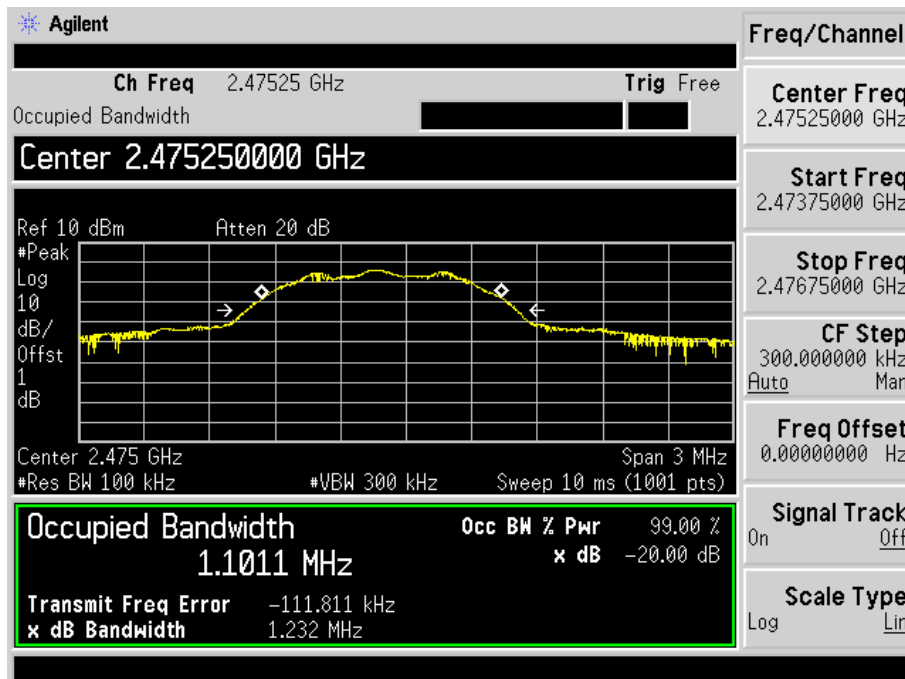 Agilent
Ch Freq 2.47525 GHz Trig Free
Occupied Bandwidth
Center 2.475250000 GHz
Ref 10 dBm Atten 20 dB
#Peak
Log
10
dB/
Offst
1
dB
Center 2.475 GHz Span 3 MHz
#Res BW 100 kHz #VBW 300 kHz Sweep 10 ms (1001 pts)
Occupied Bandwidth Occ BW % Pwr 99.00 %
1.1011 MHz x dB -20.00 dB
Transmit Freq Error -111.811 kHz
x dB Bandwidth 1.232 MHz
Freq/Channel
Center Freq
2.47525000 GHz
Start Freq
2.47375000 GHz
Stop Freq
2.47675000 GHz
CF Step
300.000000 kHz
Auto Man
Freq Offset
0.00000000 Hz
Signal Track
On Off
Scale Type
Log Lin